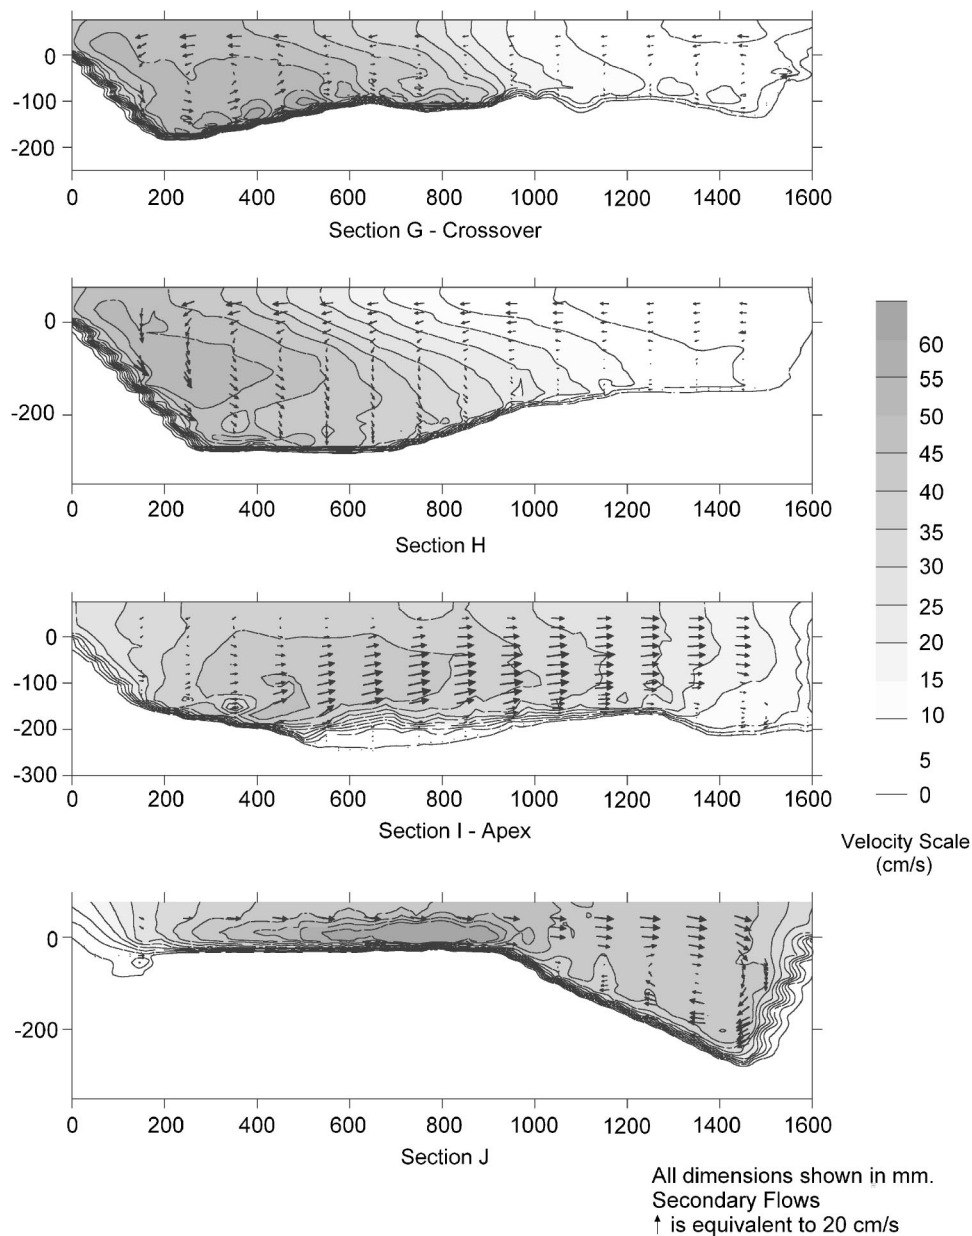 0
-100
-200
0 200 400 600 800 1000 1200 1400 1600
Section G - Crossover
0
-200
0 200 400 600 800 1000 1200 1400 1600
Section H
0
-100
-200
-300
0 200 400 600 800 1000 1200 1400 1600
Section I - Apex
0
-200
0 200 400 600 800 1000 1200 1400 1600
Section J
60
55
50
45
40
35
30
25
20
15
10
5
0
Velocity Scale
(cm/s)
All dimensions shown in mm.
Secondary Flows
↑ is equivalent to 20 cm/s